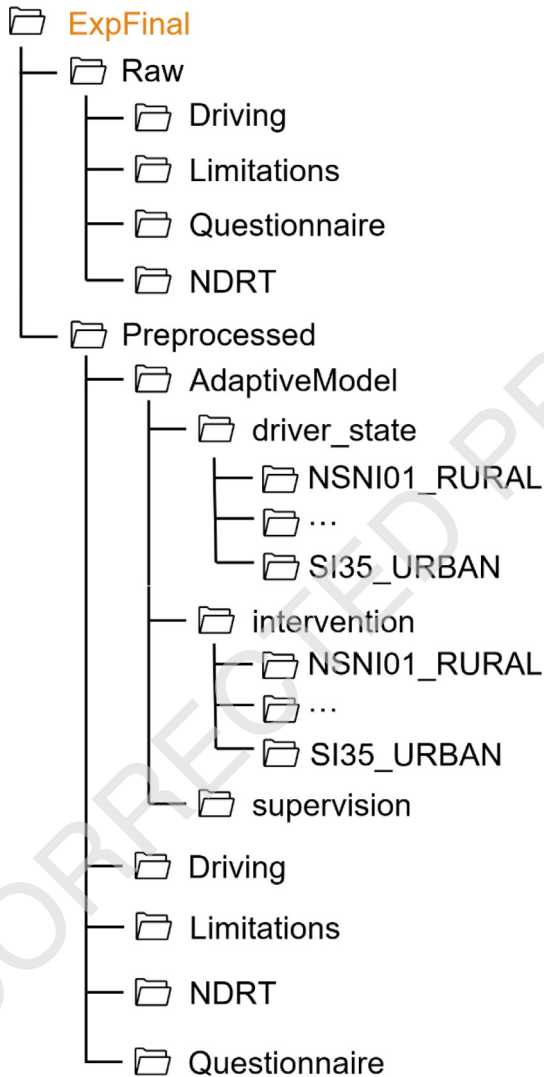 ExpFinal
Raw
Driving
Limitations
Questionnaire
NDRT
Preprocessed
AdaptiveModel
driver_state
NSNI01_RURAL
...
SI35_URBAN
intervention
NSNI01_RURAL
...
SI35_URBAN
supervision
Driving
Limitations
NDRT
Questionnaire
ORRECTED P